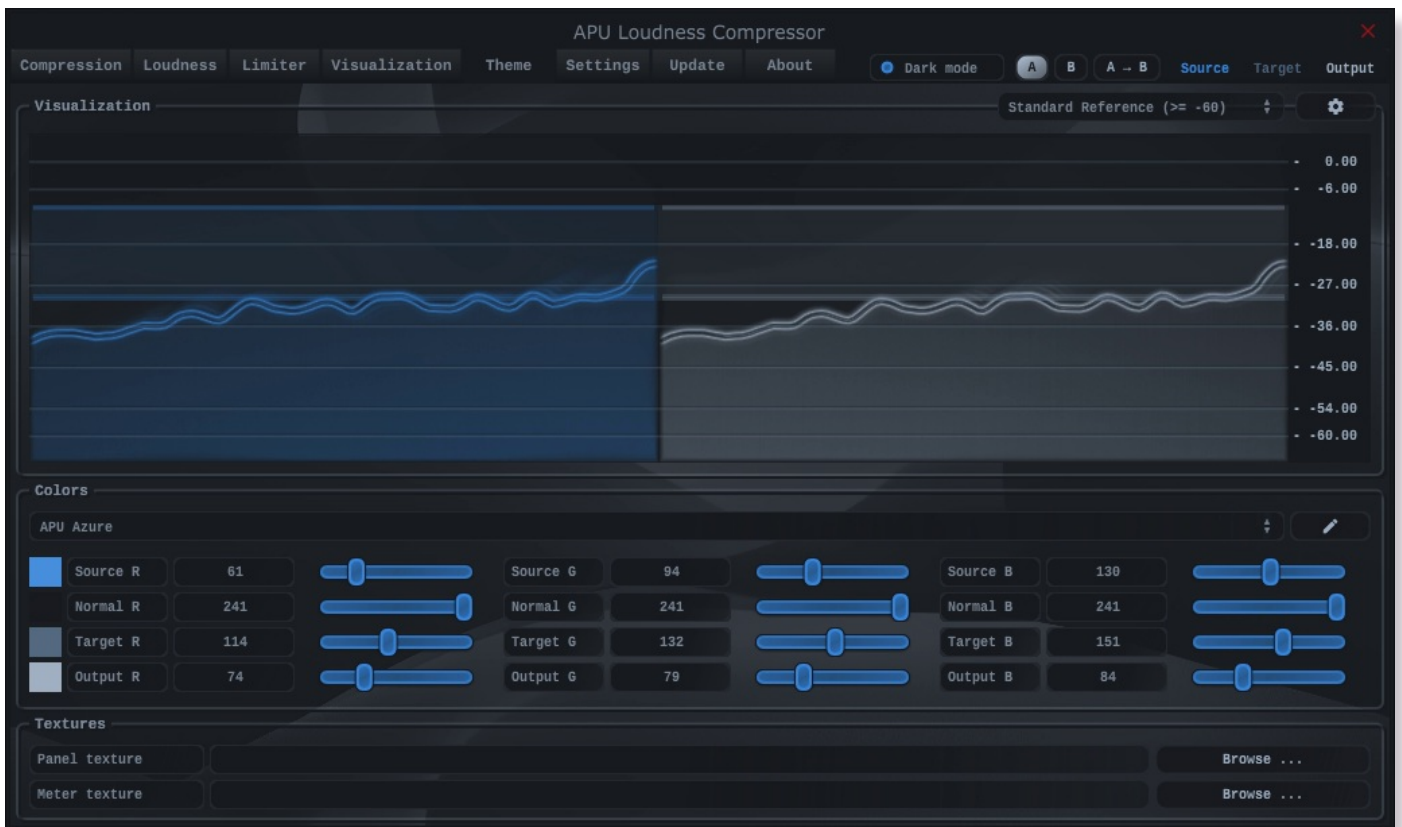 APU Loudness Compressor
Compression Loudness Limiter Visualization Theme Settings Update About Dark mode A B A → B Source Target Output
Visualization Standard Reference (>= -60)
- 0.00
- -6.00
- -18.00
- -27.00
- -36.00
- -45.00
- -54.00
- -60.00
Colors
APU Azure
Source R 61 Source G 94 Source B 130
Normal R 241 Normal G 241 Normal B 241
Target R 114 Target G 132 Target B 151
Output R 74 Output G 79 Output B 84
Textures
Panel texture Browse ...
Meter texture Browse ...